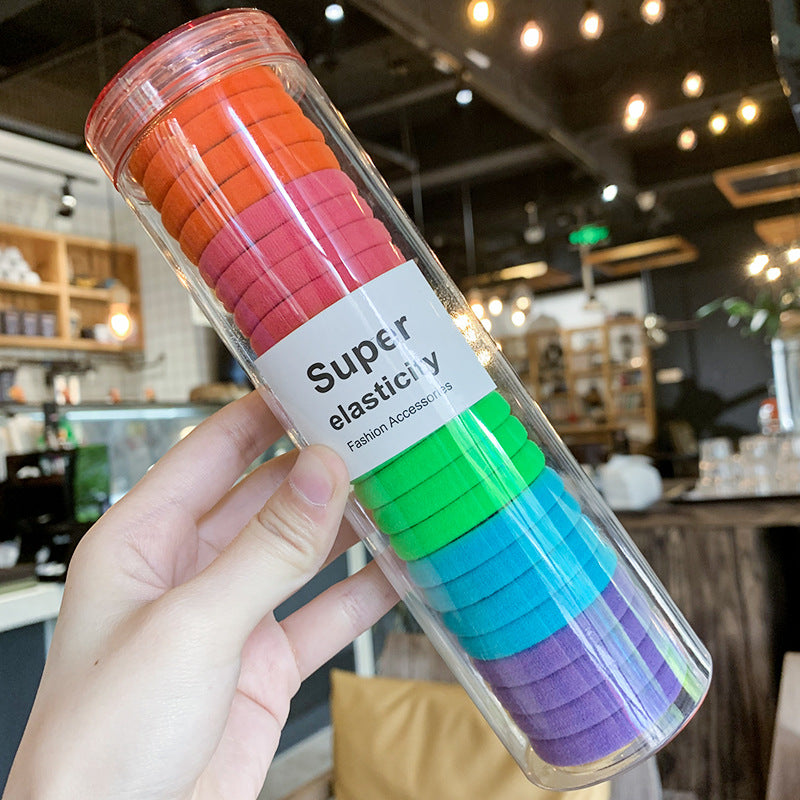 Super
elasticity
Fashion Accessories